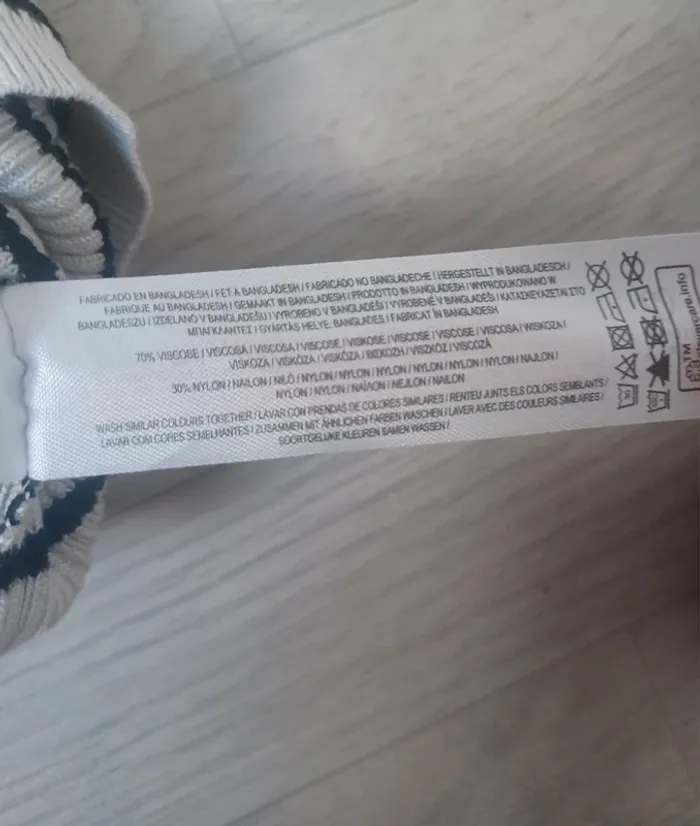 FABRICADO EN BANGLADESH / FET A BANGLADESH / FABRICADO NO BANGLADECHE / HERGESTELLT IN BANGLADESCH /
FABRIQUE AU BANGLADESH / GEMAAKT IN BANGLADESH / PRODOTTO IN BANGLADESH / WYPRODUKOWANO W
BANGLADESZU / IZDELANO V BANGLADEŠU / VYROBENO V BANGLADÉŠI / VYROBENÉ V BANGLADÉŠI / ΚΑΤΑΣΚΕΥΑΖΕΤΑΙ ΣΤΟ
ΜΠΑΓΚΛΑΝΤΕΣ / GYÁRTÁS HELYE: BANGLADES / FABRICAT ÎN BANGLADESH
70% VISCOSE / VISCOSA / VISCOSA / VISCOSE / VISKOSE / VISCOSE / VISCOSE / VISCOSA / WISKOZA /
VISKOZA / VISKÓZA / VISKÓZA / ΒΙΣΚΟΖΗ / VISZKÓZ / VISCOZĂ
30% NYLON / NAILON / NILÓ / NYLON / NYLON / NYLON / NYLON / NYLON / NYLON / NAJLON /
NYLON / NYLON / ΝΑΪΛΟΝ / NEJLON / NAILON
WASH SIMILAR COLOURS TOGETHER / LAVAR CON PRENDAS DE COLORES SIMILARES / RENTEU JUNTS ELS COLORS SEMBLANTS /
LAVAR COM CORES SEMELHANTES / ZUSAMMEN MIT ÄHNLICHEN FARBEN WASCHEN / LAVER AVEC DES COULEURS SIMILAIRES /
SOORTGELIJKE KLEUREN SAMEN WASSEN /
30